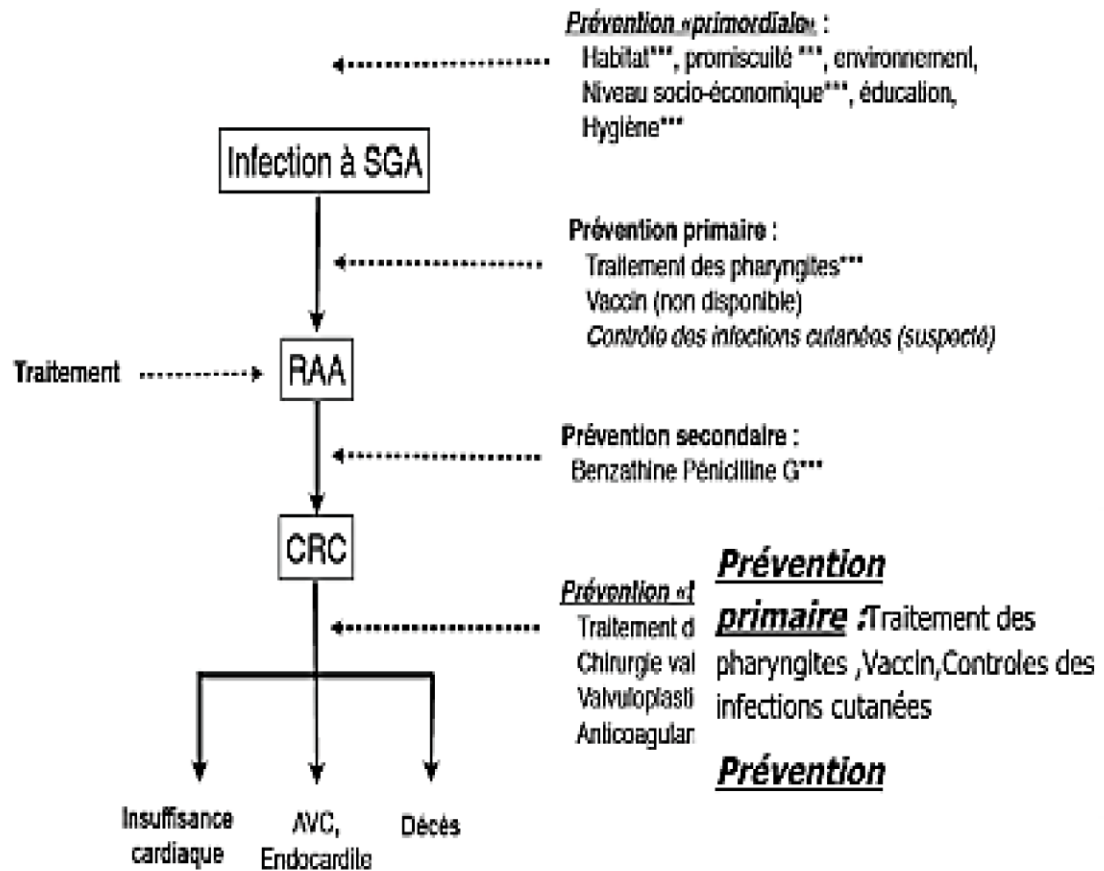 Prévention «primordiale» :
Habitat***, promiscuité ***, environnement,
Niveau socio-économique***, éducation,
Hygiène***
Infection à SGA
Prévention primaire :
Traitement des pharyngites***
Vaccin (non disponible)
Contrôle des infections cutanées (suspecté)
Traitement
RAA
Prévention secondaire :
Benzathine Pénicilline G***
CRC
Prévention «t
Traitement d
Chirurgie val
Valvuloplasti
Anticoagulan
Prévention
primaire :Traitement des
pharyngites ,Vaccin,Controles des
infections cutanées
Prévention
Insuffisance
cardiaque
AVC,
Endocardite
Décès